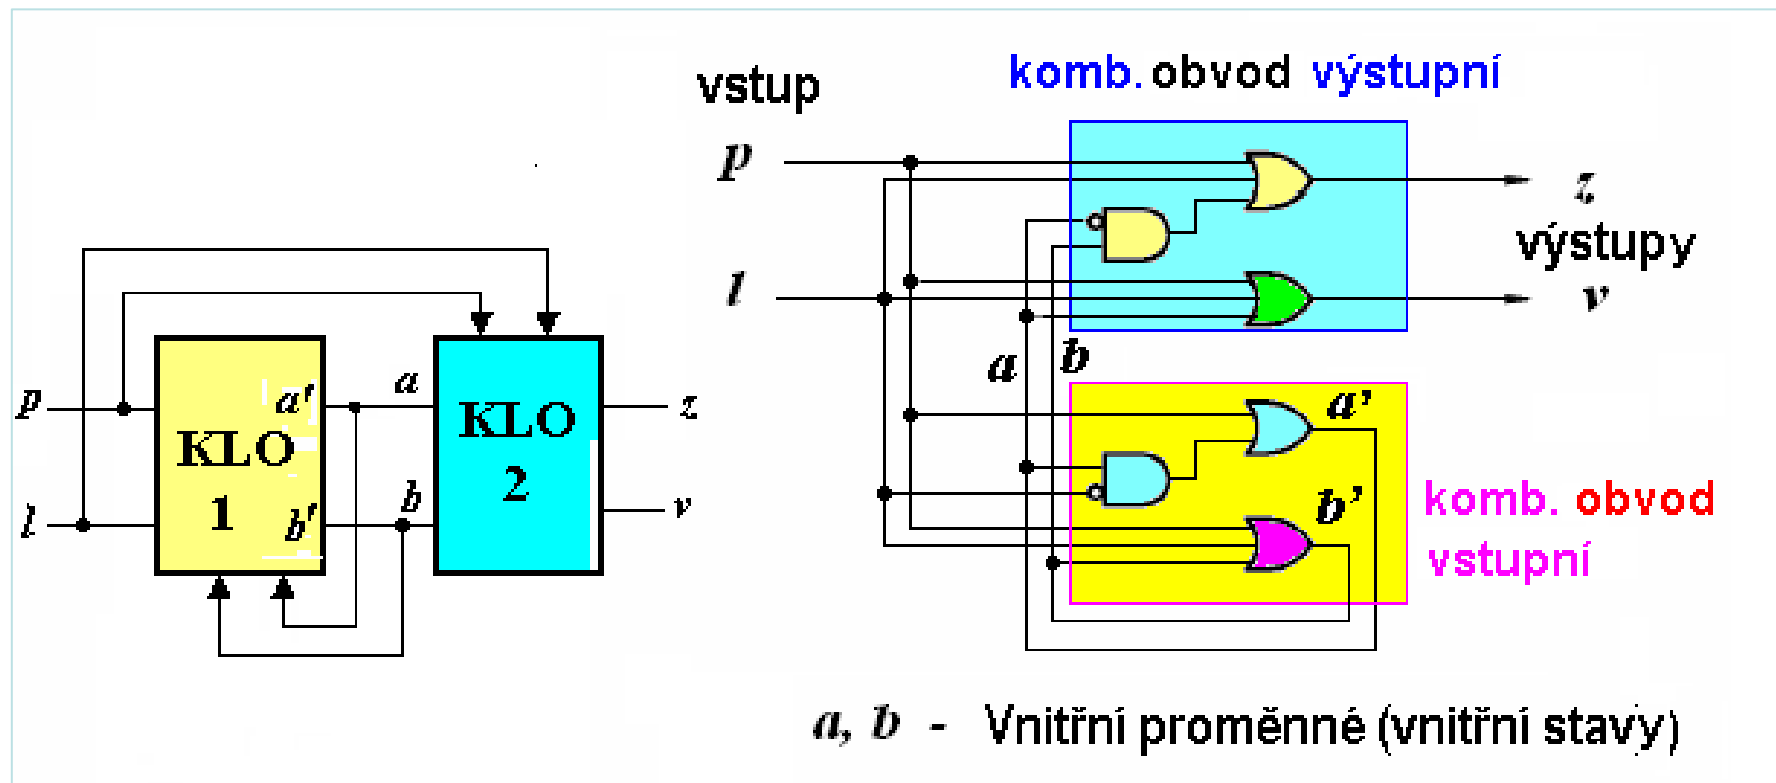 p
l
KLO
1
a'
b'
a
b
KLO
2
z
v
vstup
p
l
komb. obvod výstupní
z
výstupy
v
a
b
a’
b’
komb. obvod
vstupní
a, b - Vnitřní proměnné (vnitřní stavy)